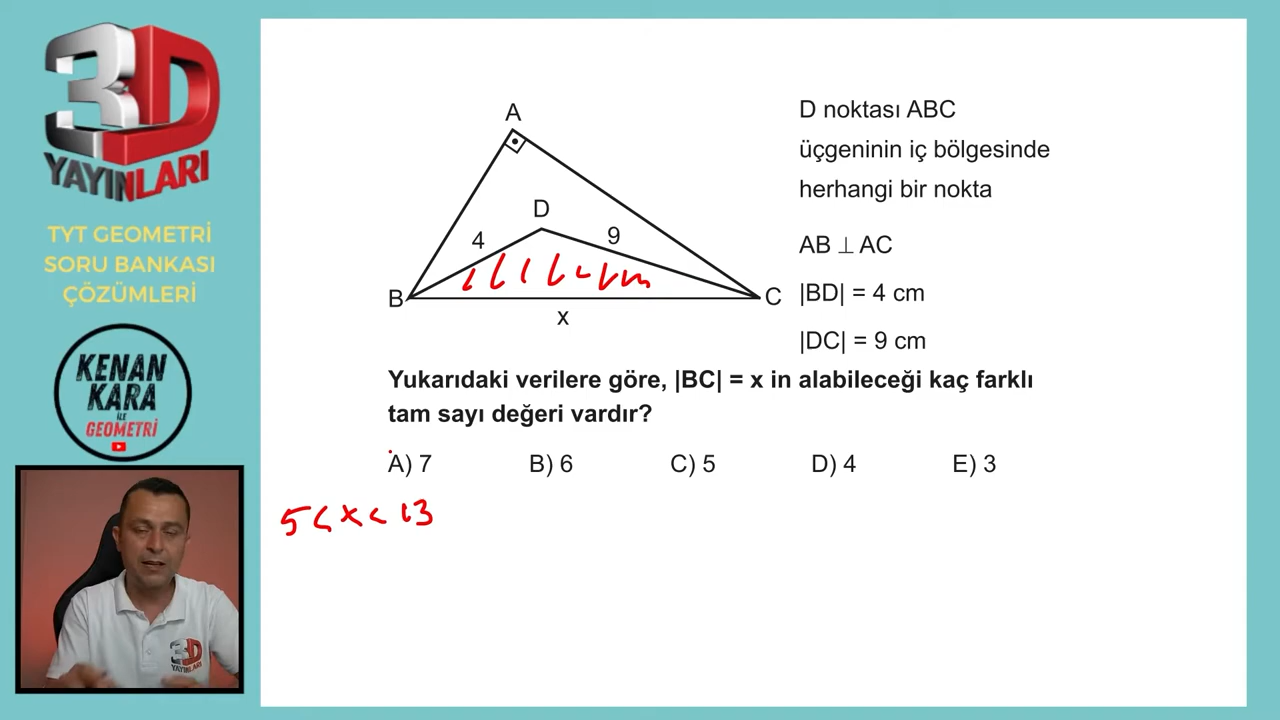 3D
YAYINLARI
TYT GEOMETRİ
SORU BANKASI
ÇÖZÜMLERİ
KENAN
KARA
İLE
GEOMETRİ
3D
YAYINLARI
A
D
4
9
B
C
x
D noktası ABC
üçgeninin iç bölgesinde
herhangi bir nokta
AB ⊥ AC
|BD| = 4 cm
|DC| = 9 cm
Yukarıdaki verilere göre, |BC| = x in alabileceği kaç farklı
tam sayı değeri vardır?
A) 7 B) 6 C) 5 D) 4 E) 3
5 < x < 13